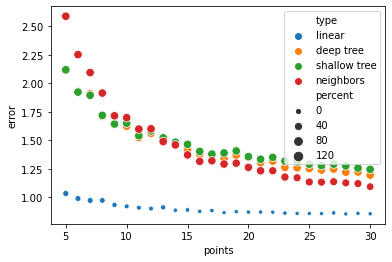 type
linear
deep tree
shallow tree
neighbors
percent
0
40
80
120
error
2.50
2.25
2.00
1.75
1.50
1.25
1.00
5 10 15 20 25 30
points